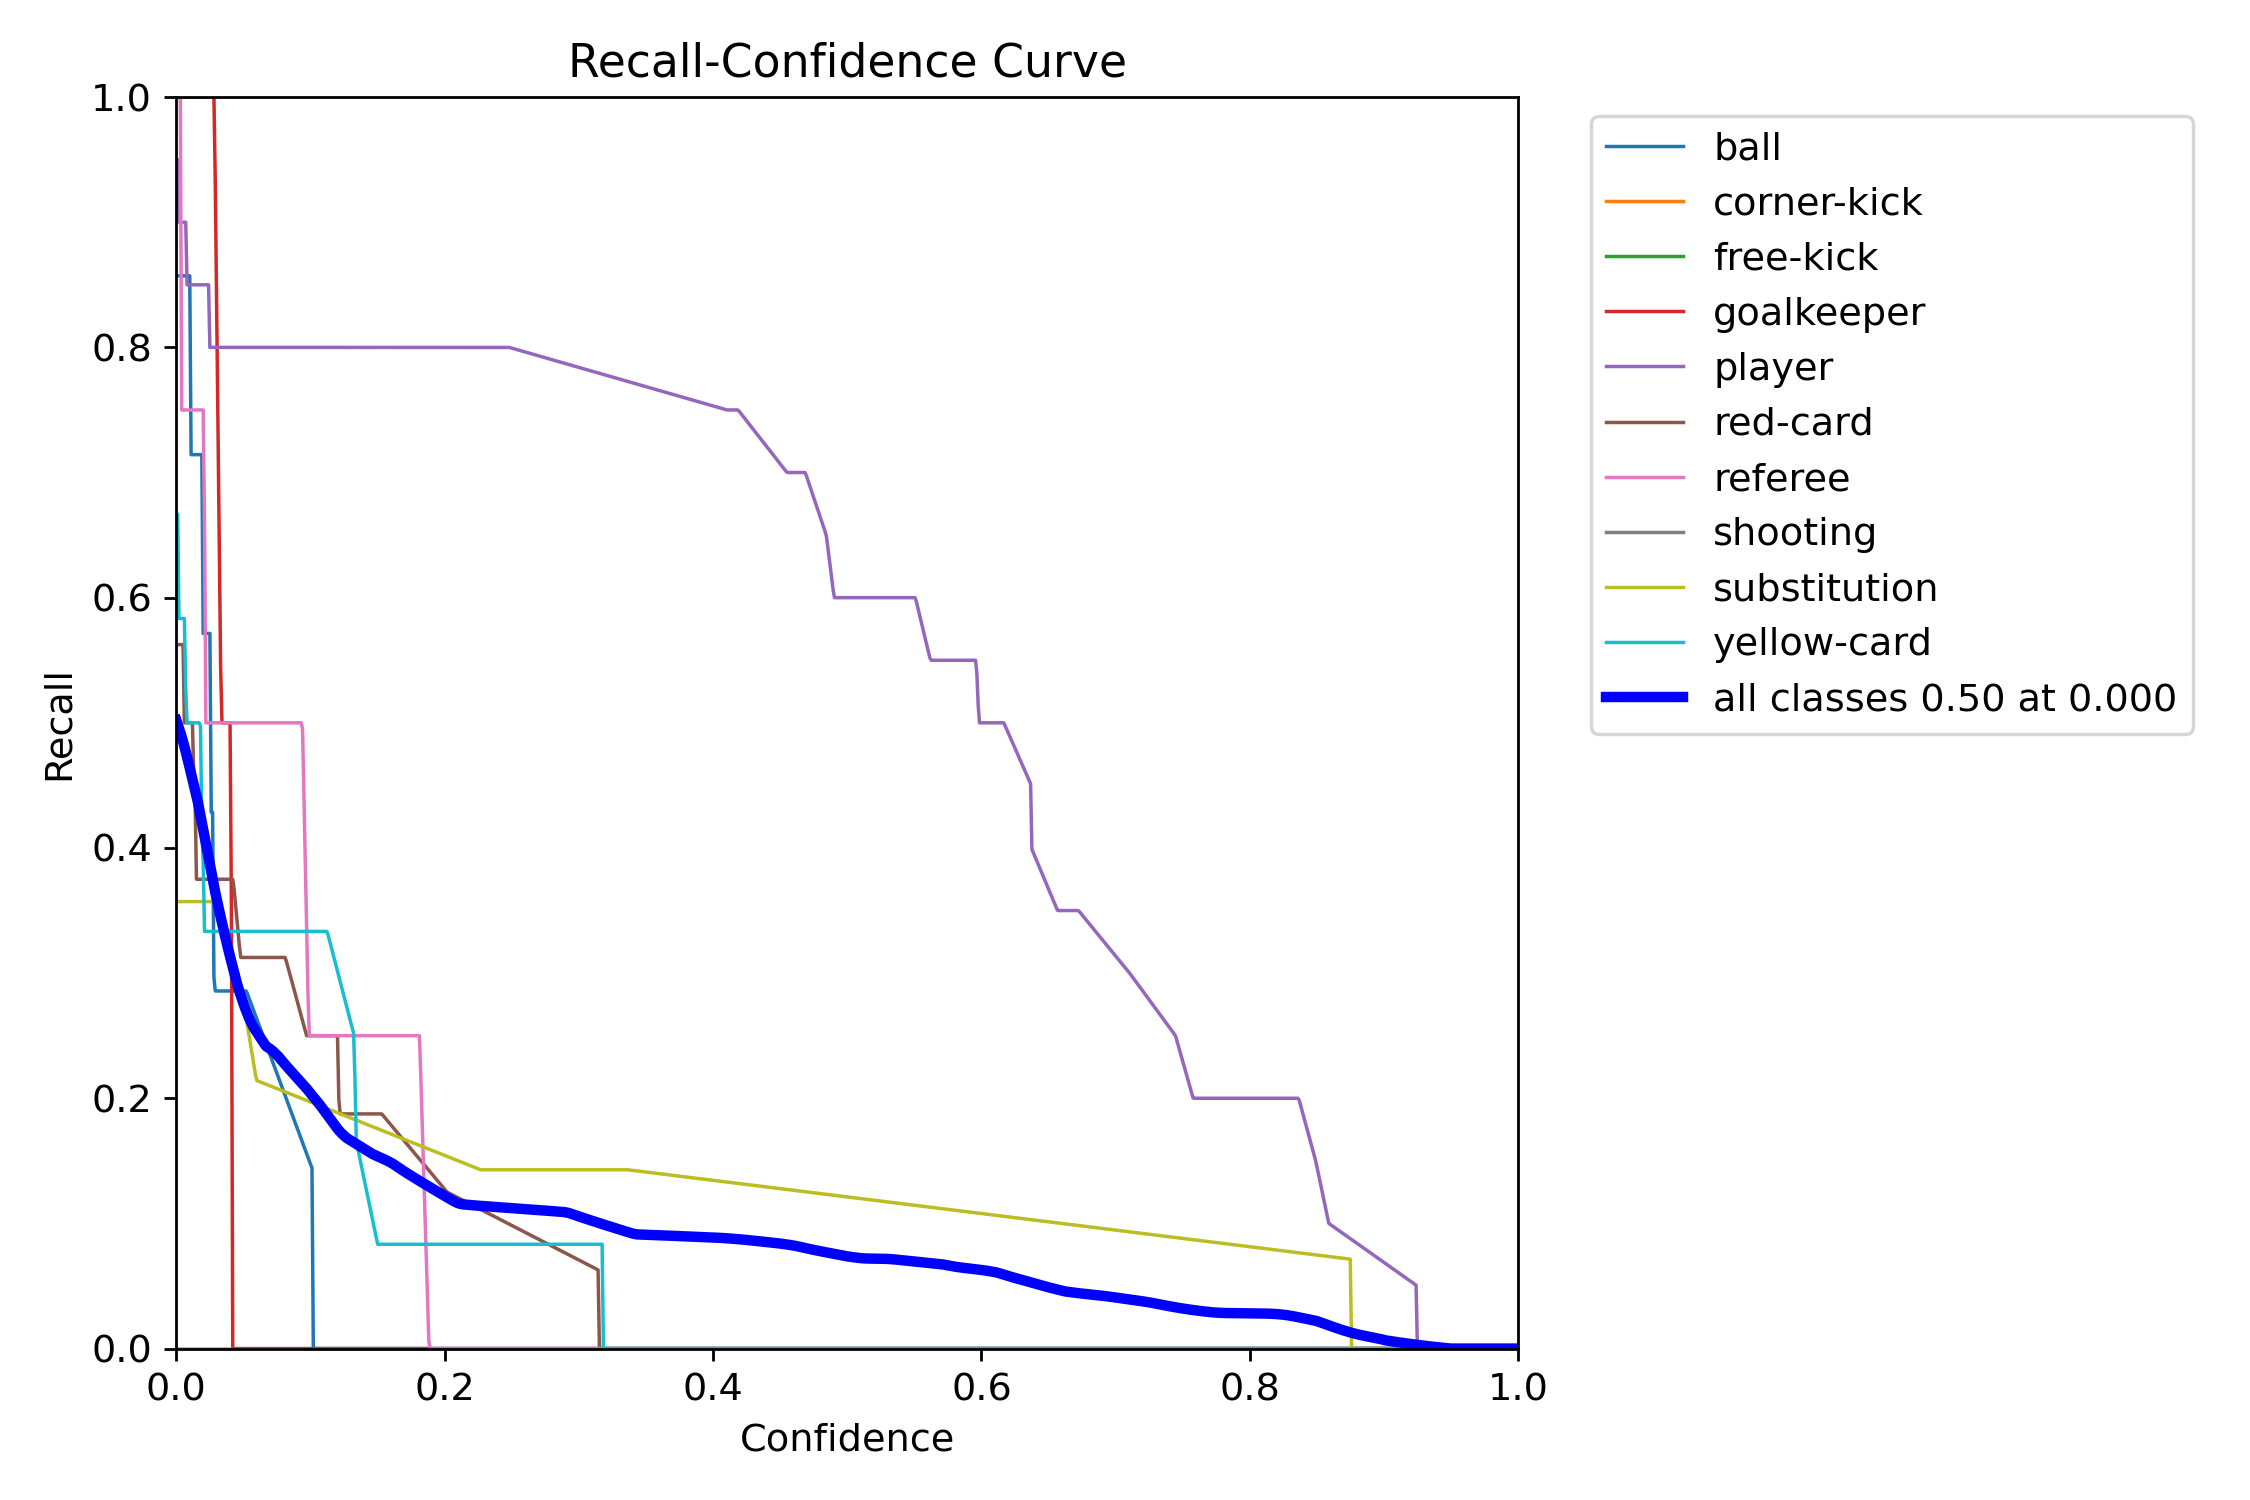 Recall-Confidence Curve
1.0
0.8
0.6
0.4
0.2
0.0
Recall
0.0 0.2 0.4 0.6 0.8 1.0
Confidence
ball
corner-kick
free-kick
goalkeeper
player
red-card
referee
shooting
substitution
yellow-card
all classes 0.50 at 0.000